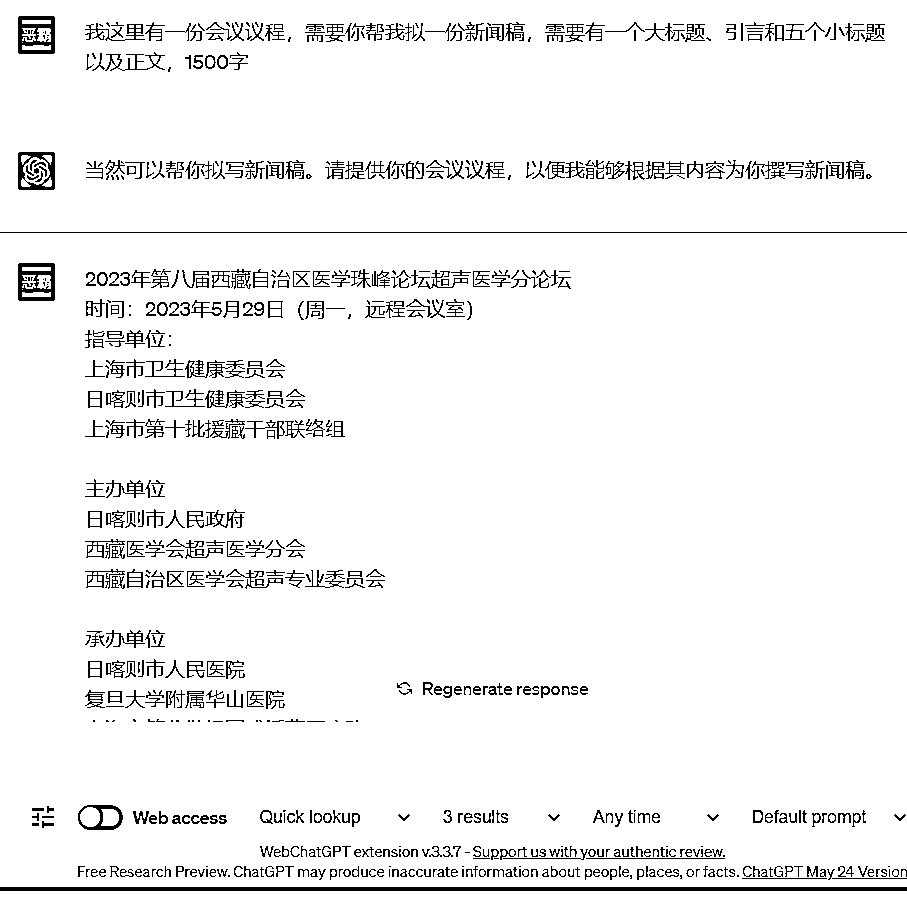 恶霸
我这里有一份会议议程，需要你帮我拟一份新闻稿，需要有一个大标题、引言和五个小标题
以及正文，1500字
当然可以帮你拟写新闻稿。请提供你的会议议程，以便我能够根据其内容为你撰写新闻稿。
恶霸
2023年第八届西藏自治区医学珠峰论坛超声医学分论坛
时间：2023年5月29日（周一，远程会议室）
指导单位：
上海市卫生健康委员会
日喀则市卫生健康委员会
上海市第十批援藏干部联络组
主办单位
日喀则市人民政府
西藏医学会超声医学分会
西藏自治区医学会超声专业委员会
承办单位
日喀则市人民医院
复旦大学附属华山医院
Regenerate response
Web access Quick lookup 3 results Any time Default prompt
WebChatGPT extension v.3.3.7 - Support us with your authentic review.
Free Research Preview. ChatGPT may produce inaccurate information about people, places, or facts. ChatGPT May 24 Version